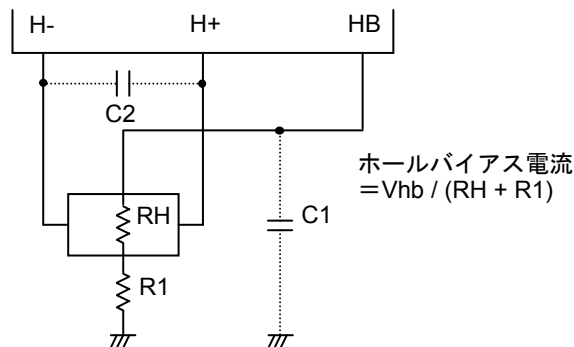 H-
H+
HB
C2
ホールバイアス電流
＝Vhb / (RH + R1)
RH
C1
R1